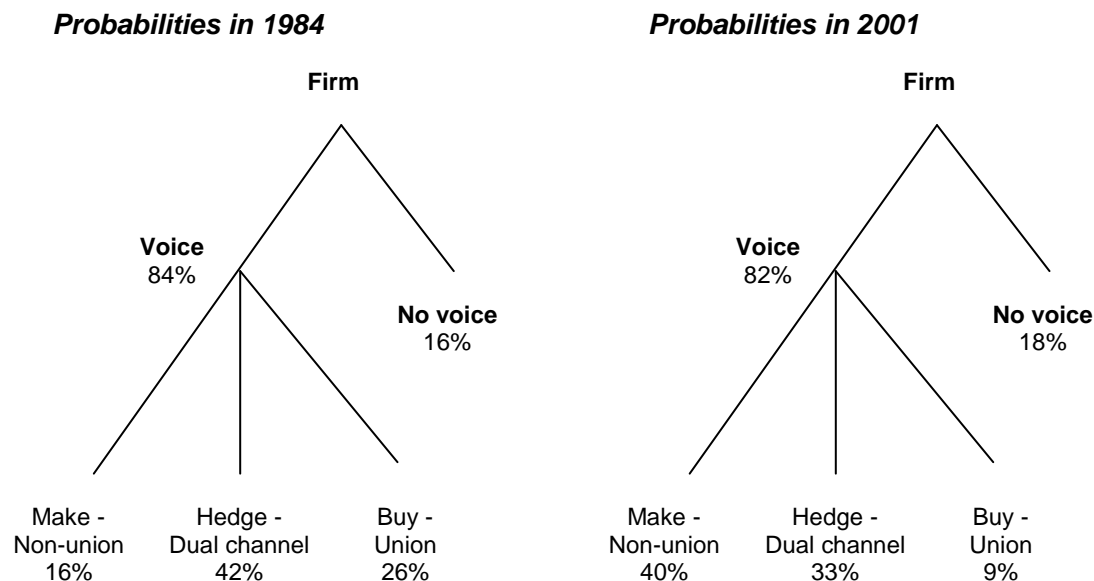 Probabilities in 1984
Firm
Voice
84%
No voice
16%
Make -
Non-union
16%
Hedge -
Dual channel
42%
Buy -
Union
26%
Probabilities in 2001
Firm
Voice
82%
No voice
18%
Make -
Non-union
40%
Hedge -
Dual channel
33%
Buy -
Union
9%